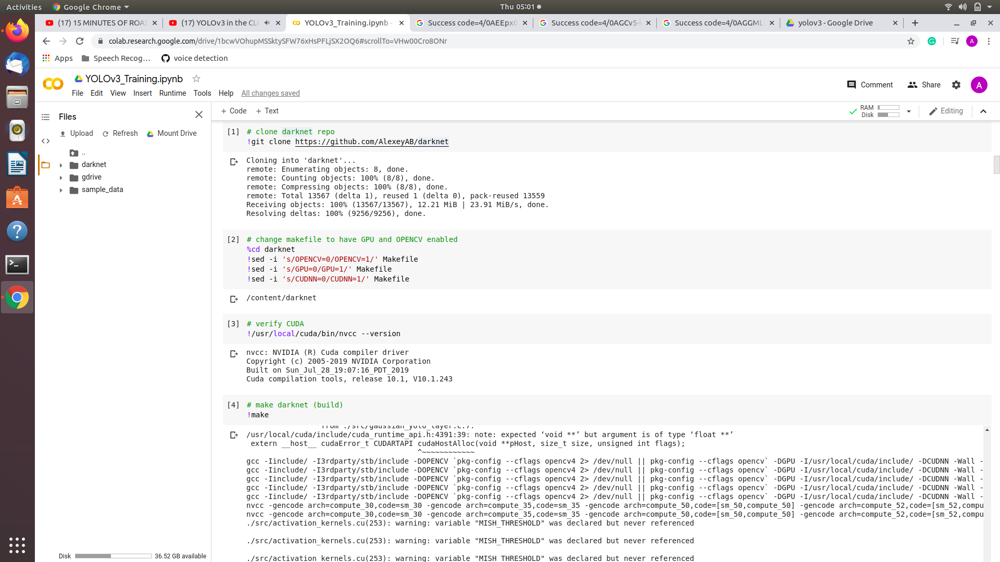 Activities Google Chrome Thu 05:01
(17) 15 MINUTES OF ROAS (17) YOLOv3 in the CLO YOLOv3_Training.ipynb - Success code=4/0AEEpx0 Success code=4/0AGCv5- Success code=4/0AGGML yolov3 - Google Drive
colab.research.google.com/drive/1bcwVOhupMSSktySFW76xHsPFLjSX2OQ6#scrollTo=VHw00Cro8ONr A
Apps Speech Recog… voice detection
YOLOv3_Training.ipynb
Comment Share A
File Edit View Insert Runtime Tools Help All changes saved
Files
Upload Refresh Mount Drive
..
darknet
gdrive
sample_data
Disk 36.52 GB available
+ Code + Text RAM Disk Editing
[1] # clone darknet repo
!git clone https://github.com/AlexeyAB/darknet
Cloning into 'darknet'...
remote: Enumerating objects: 8, done.
remote: Counting objects: 100% (8/8), done.
remote: Compressing objects: 100% (8/8), done.
remote: Total 13567 (delta 1), reused 1 (delta 0), pack-reused 13559
Receiving objects: 100% (13567/13567), 12.21 MiB | 23.91 MiB/s, done.
Resolving deltas: 100% (9256/9256), done.
[2] # change makefile to have GPU and OPENCV enabled
%cd darknet
!sed -i 's/OPENCV=0/OPENCV=1/' Makefile
!sed -i 's/GPU=0/GPU=1/' Makefile
!sed -i 's/CUDNN=0/CUDNN=1/' Makefile
/content/darknet
[3] # verify CUDA
!/usr/local/cuda/bin/nvcc --version
nvcc: NVIDIA (R) Cuda compiler driver
Copyright (c) 2005-2019 NVIDIA Corporation
Built on Sun_Jul_28_19:07:16_PDT_2019
Cuda compilation tools, release 10.1, V10.1.243
[4] # make darknet (build)
!make
from ./src/gaussian_yolo_layer.c:7:
/usr/local/cuda/include/cuda_runtime_api.h:4391:39: note: expected ‘void **’ but argument is of type ‘float **’
extern __host__ cudaError_t CUDARTAPI cudaHostAlloc(void **pHost, size_t size, unsigned int flags);
^~~~~~~~~~~~~
gcc -Iinclude/ -I3rdparty/stb/include -DOPENCV `pkg-config --cflags opencv4 2> /dev/null || pkg-config --cflags opencv` -DGPU -I/usr/local/cuda/include/ -DCUDNN -Wall -
gcc -Iinclude/ -I3rdparty/stb/include -DOPENCV `pkg-config --cflags opencv4 2> /dev/null || pkg-config --cflags opencv` -DGPU -I/usr/local/cuda/include/ -DCUDNN -Wall -
gcc -Iinclude/ -I3rdparty/stb/include -DOPENCV `pkg-config --cflags opencv4 2> /dev/null || pkg-config --cflags opencv` -DGPU -I/usr/local/cuda/include/ -DCUDNN -Wall -
gcc -Iinclude/ -I3rdparty/stb/include -DOPENCV `pkg-config --cflags opencv4 2> /dev/null || pkg-config --cflags opencv` -DGPU -I/usr/local/cuda/include/ -DCUDNN -Wall -
gcc -Iinclude/ -I3rdparty/stb/include -DOPENCV `pkg-config --cflags opencv4 2> /dev/null || pkg-config --cflags opencv` -DGPU -I/usr/local/cuda/include/ -DCUDNN -Wall -
nvcc -gencode arch=compute_30,code=sm_30 -gencode arch=compute_35,code=sm_35 -gencode arch=compute_50,code=[sm_50,compute_50] -gencode arch=compute_52,code=[sm_52,compu
nvcc -gencode arch=compute_30,code=sm_30 -gencode arch=compute_35,code=sm_35 -gencode arch=compute_50,code=[sm_50,compute_50] -gencode arch=compute_52,code=[sm_52,compu
./src/activation_kernels.cu(253): warning: variable "MISH_THRESHOLD" was declared but never referenced
./src/activation_kernels.cu(253): warning: variable "MISH_THRESHOLD" was declared but never referenced
./src/activation_kernels.cu(253): warning: variable "MISH_THRESHOLD" was declared but never referenced